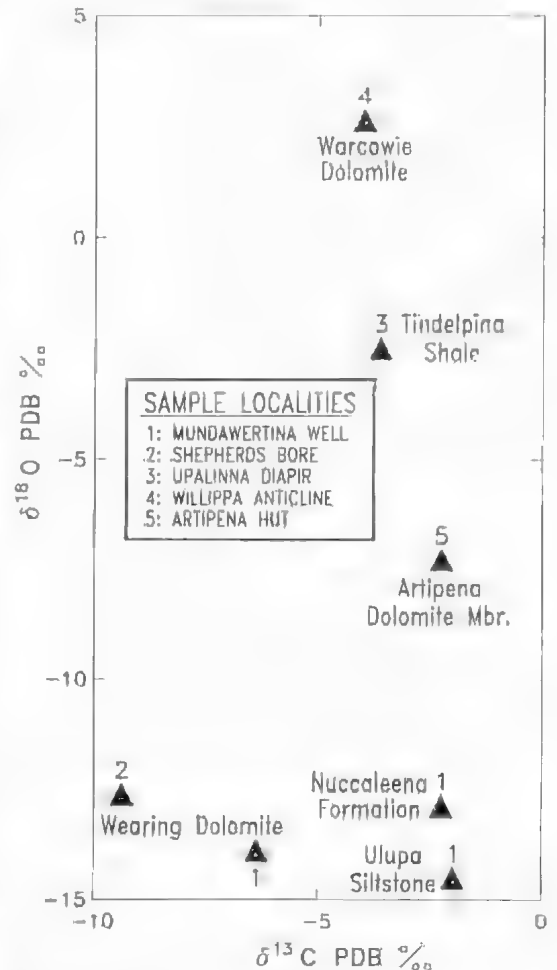 5
4
Warcowie
Dolomite
0
3 Tindelpina
Shale
δ18O PDB ‰
SAMPLE LOCALITIES
1: MUNDAWERTINA WELL
2: SHEPHERDS BORE
3: UPALINNA DIAPIR
4: WILLIPPA ANTICLINE
5: ARTIPENA HUT
-5
5
Artipena
Dolomite Mbr.
-10
2
Nuccaleena 1
Formation
Wearing Dolomite
1
Ulupa 1
Siltstone
-15
-10
-5
0
δ13C PDB ‰